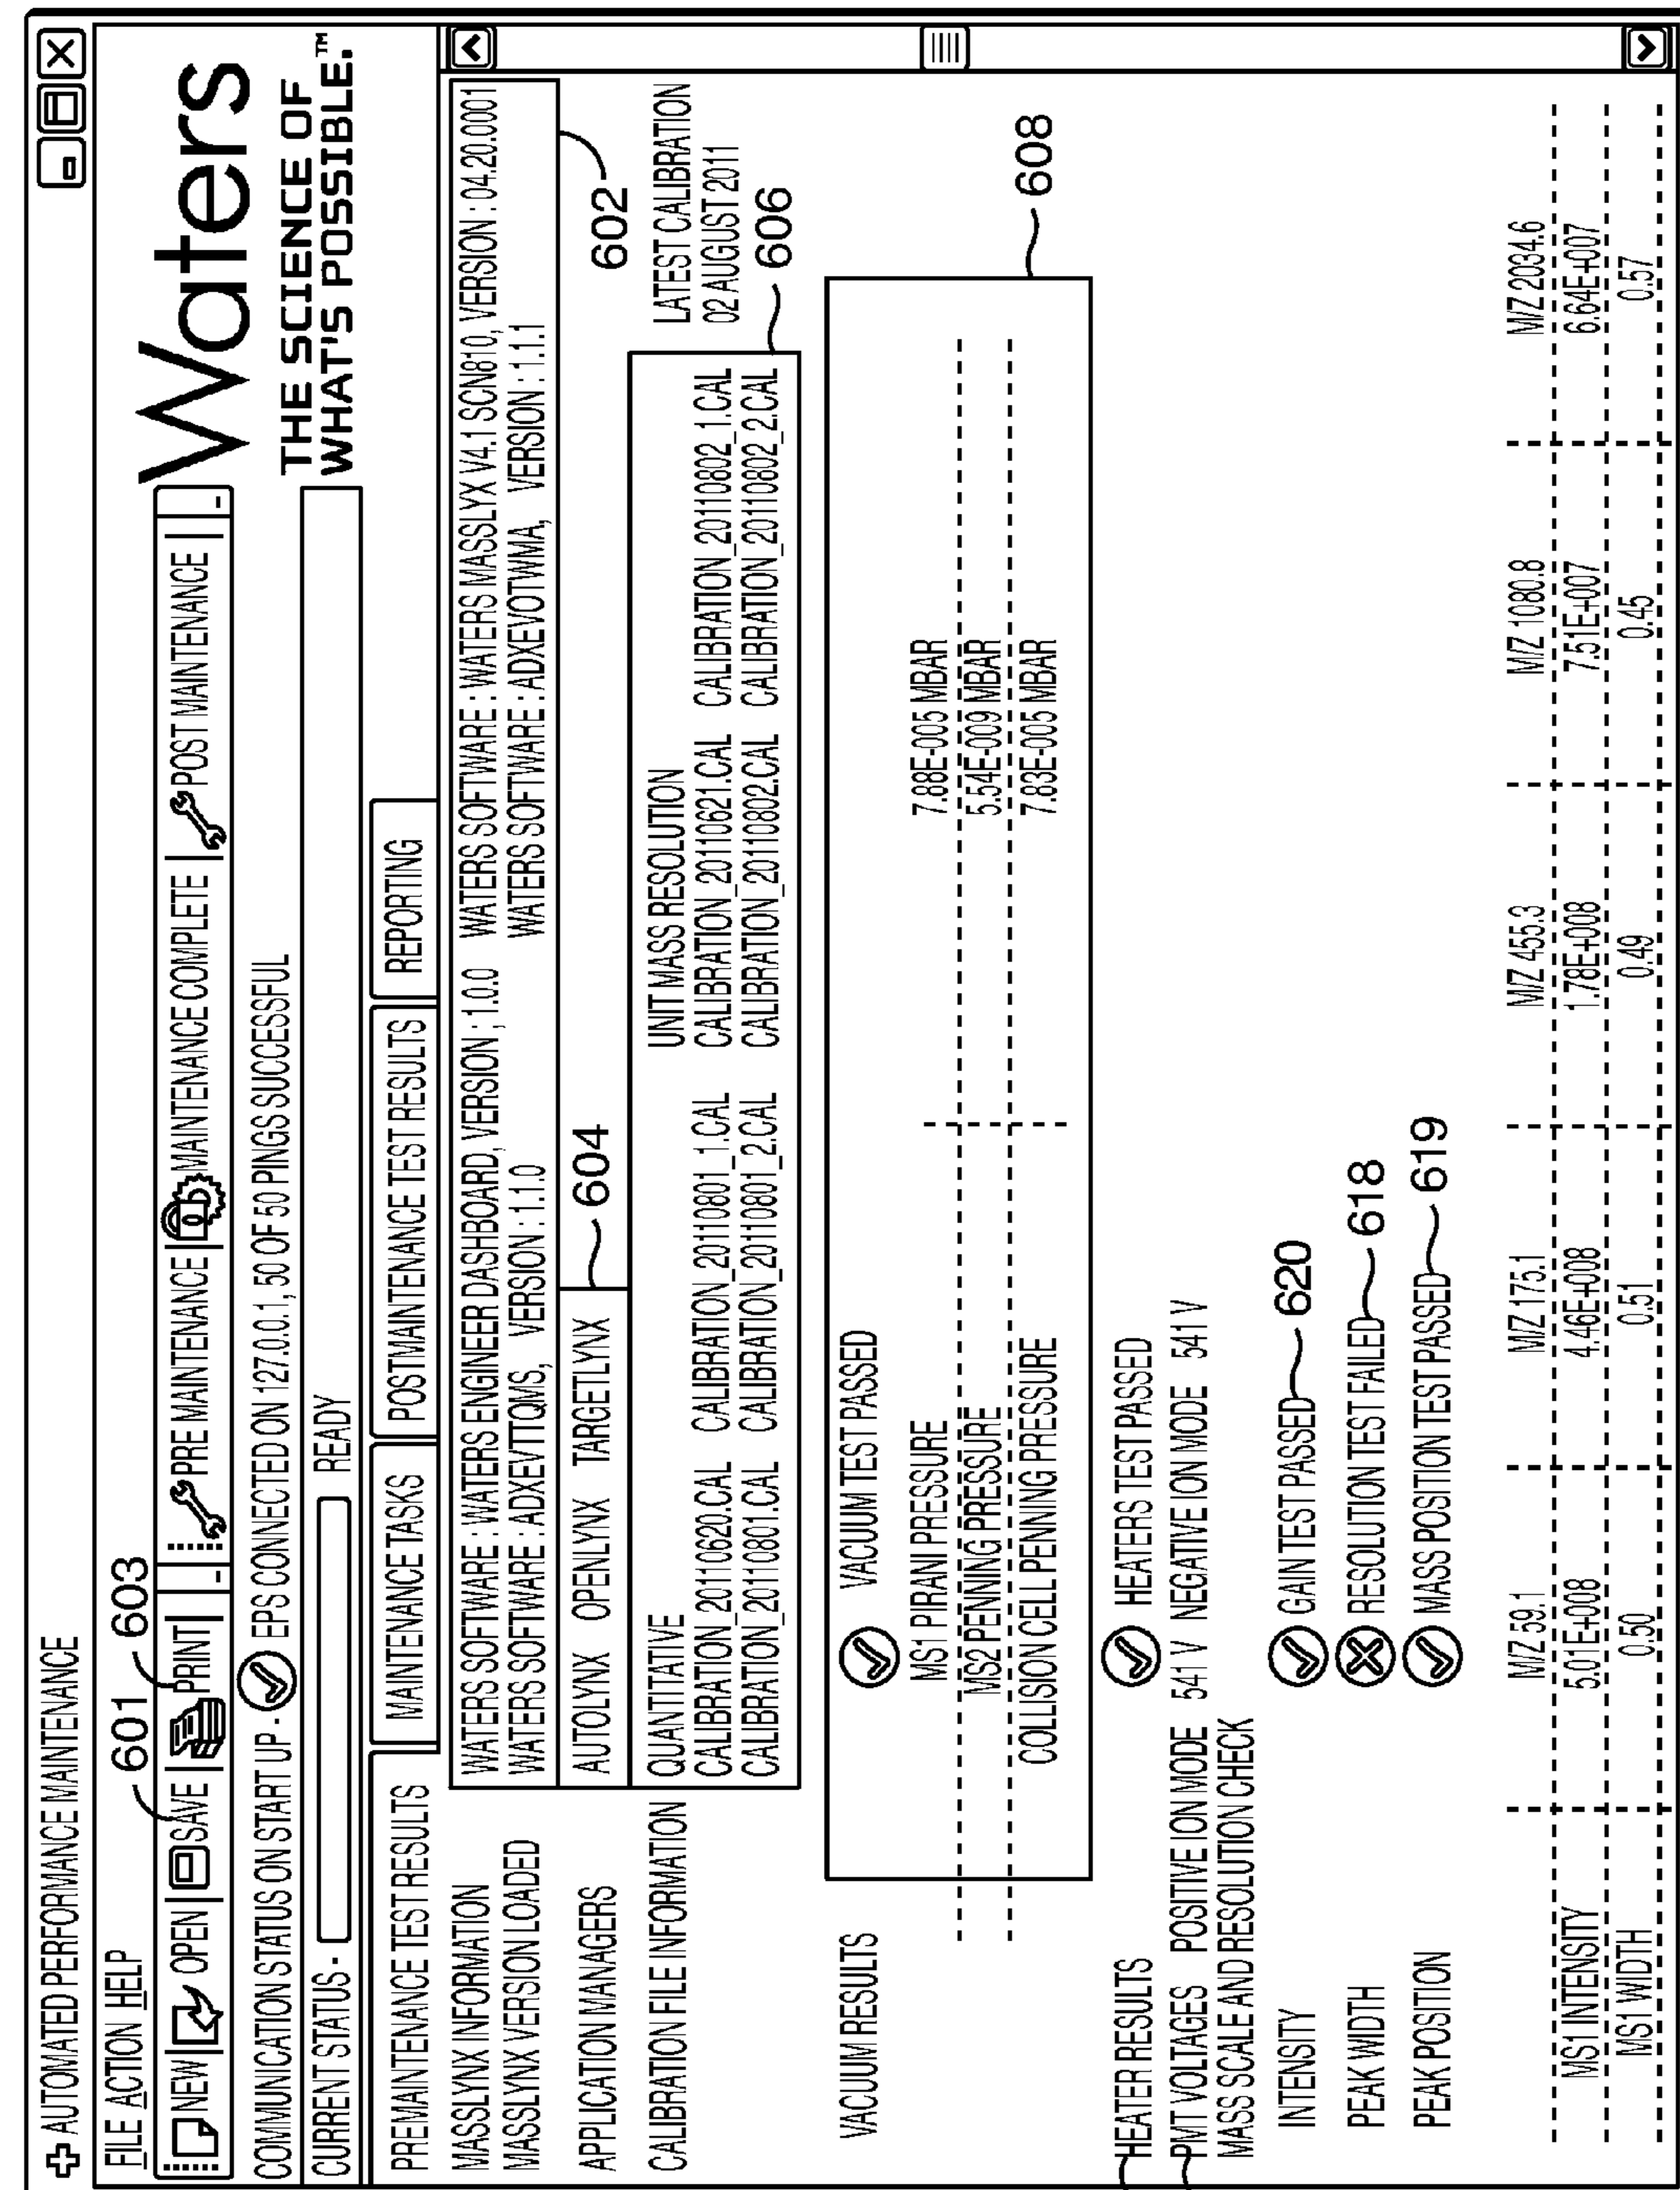 AUTOMATED PERFORMANCE MAINTENANCE
FILE ACTION HELP
601
603
NEW OPEN SAVE PRINT PRE MAINTENANCE MAINTENANCE COMPLETE POST MAINTENANCE
Waters
THE SCIENCE OF
WHAT'S POSSIBLE.™
COMMUNICATION STATUS ON START UP - EPS CONNECTED ON 127.0.0.1, 50 OF 50 PINGS SUCCESSFUL
CURRENT STATUS - READY
PREMAINTENANCE TEST RESULTS MAINTENANCE TASKS POSTMAINTENANCE TEST RESULTS REPORTING
MASSLYNX INFORMATION WATERS SOFTWARE : WATERS ENGINEER DASHBOARD, VERSION ; 1.0.0 WATERS SOFTWARE : WATERS MASSLYX V4.1 SCN810, VERSION : 04.20.0001
MASSLYNX VERSION LOADED WATERS SOFTWARE : ADXEVTTQMS, VERSION : 1.1.0 WATERS SOFTWARE : ADXEVOTWMA, VERSION : 1.1.1
602
APPLICATION MANAGERS AUTOLYNX OPENLYNX TARGETLYNX
604
CALIBRATION FILE INFORMATION QUANTITATIVE UNIT MASS RESOLUTION LATEST CALIBRATION
CALIBRATION_20110620.CAL CALIBRATION_20110801_1.CAL CALIBRATION_20110621.CAL CALIBRATION_20110802_1.CAL 02 AUGUST 2011
CALIBRATION_20110801.CAL CALIBRATION_20110801_2.CAL CALIBRATION_20110802.CAL CALIBRATION_20110802_2.CAL
606
VACUUM RESULTS VACUUM TEST PASSED
MS1 PIRANI PRESSURE 7.88E-005 MBAR
MS2 PENNING PRESSURE 5.54E-009 MBAR
COLLISION CELL PENNING PRESSURE 7.83E-005 MBAR
608
HEATER RESULTS HEATERS TEST PASSED
PMT VOLTAGES POSITIVE ION MODE 541 V NEGATIVE ION MODE 541 V
MASS SCALE AND RESOLUTION CHECK
INTENSITY GAIN TEST PASSED 620
PEAK WIDTH RESOLUTION TEST FAILED 618
PEAK POSITION MASS POSITION TEST PASSED 619
M/Z 59.1 M/Z 175.1 M/Z 455.3 M/Z 1080.8 M/Z 2034.6
MS1 INTENSITY 5.01E+008 4.46E+008 1.78E+008 7.51E+007 6.64E+007
MS1 WIDTH 0.50 0.51 0.49 0.45 0.57